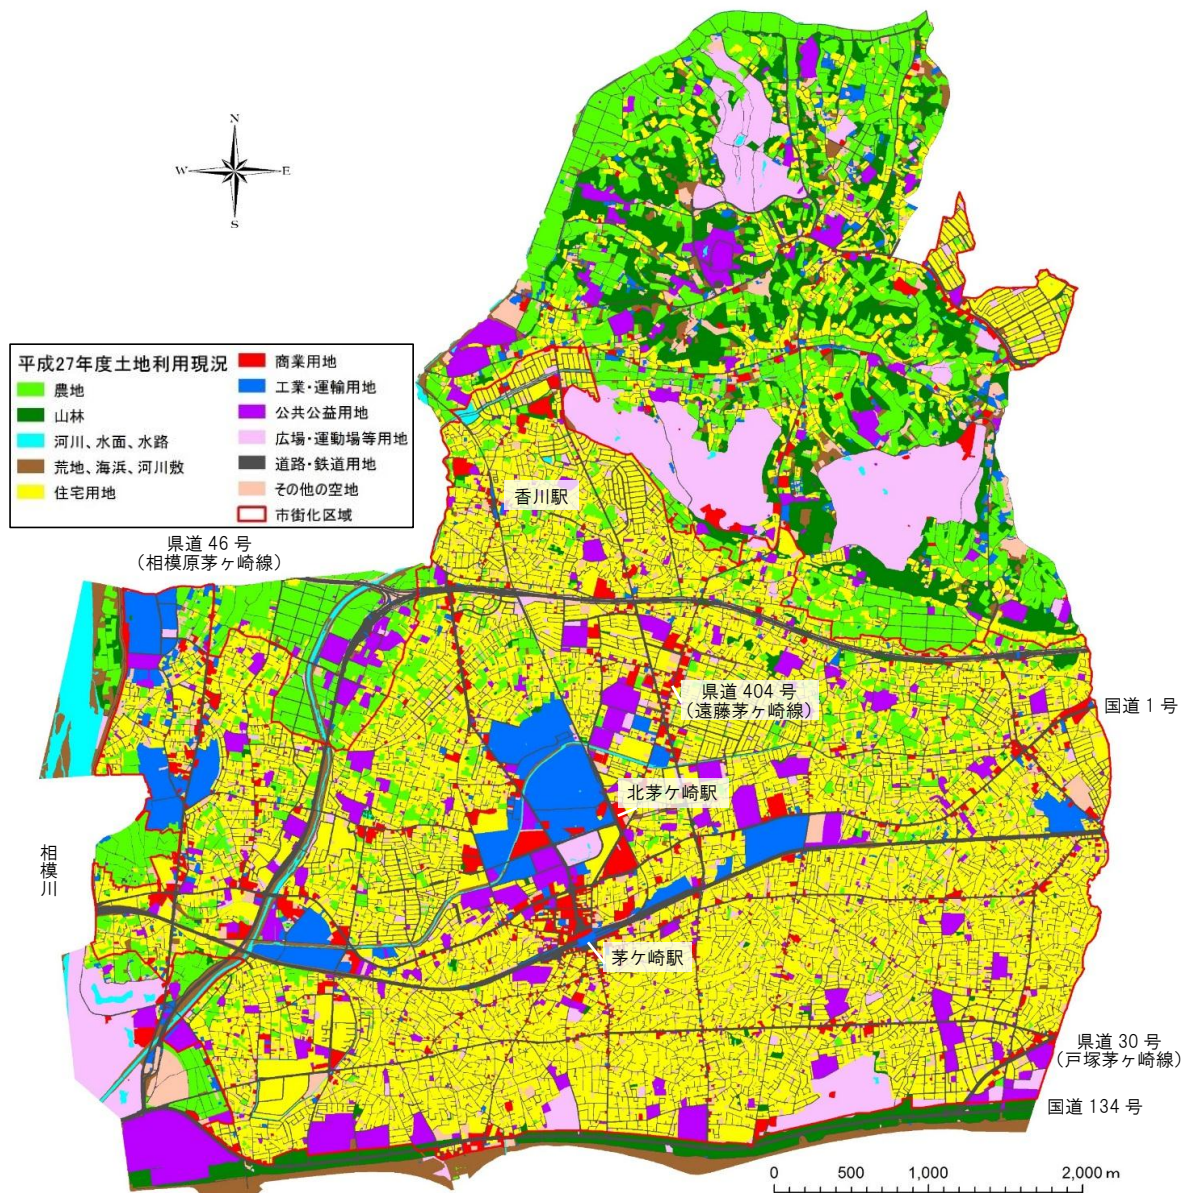 N
W
E
S
平成27年度土地利用現況
農地
山林
河川、水面、水路
荒地、海浜、河川敷
住宅用地
商業用地
工業・運輸用地
公共公益用地
広場・運動場等用地
道路・鉄道用地
その他の空地
市街化区域
香川駅
県道 46 号
（相模原茅ヶ崎線）
県道 404 号
（遠藤茅ヶ崎線）
国道 1 号
北茅ケ崎駅
相模川
茅ケ崎駅
県道 30 号
（戸塚茅ヶ崎線）
国道 134 号
0 500 1,000 2,000 m